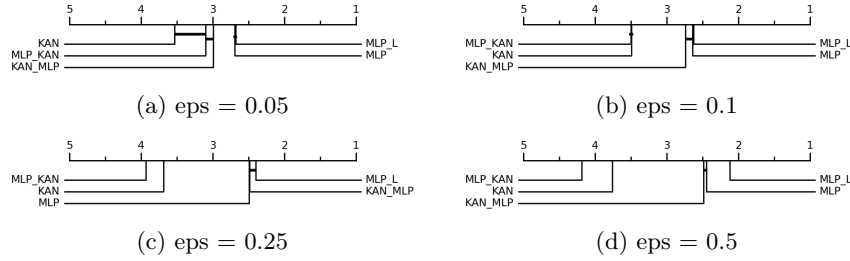 5 4 3 2 1
KAN MLP_L
MLP_KAN MLP
KAN_MLP
(a) eps = 0.05
5 4 3 2 1
MLP_KAN MLP_L
KAN MLP
KAN_MLP
(b) eps = 0.1
5 4 3 2 1
MLP_KAN MLP_L
KAN KAN_MLP
MLP
(c) eps = 0.25
5 4 3 2 1
MLP_KAN MLP_L
KAN MLP
KAN_MLP
(d) eps = 0.5